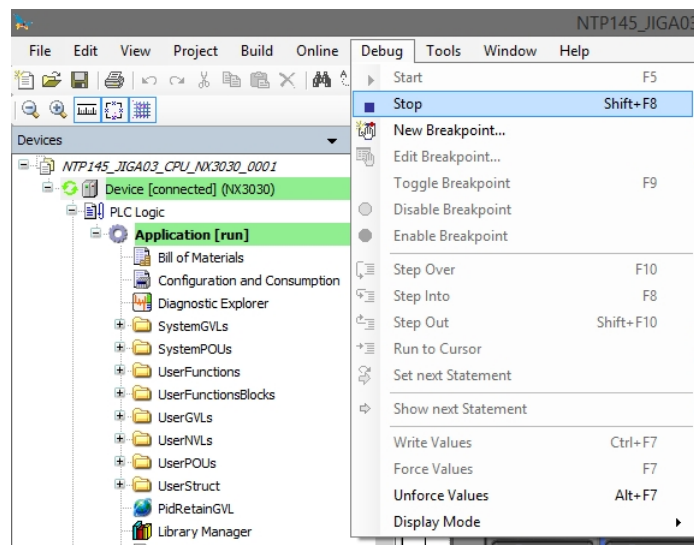 NTP145_JIGA03
File Edit View Project Build Online Debug Tools Window Help
Devices
NTP145_JIGA03_CPU_NX3030_0001
Device [connected] (NX3030)
PLC Logic
Application [run]
Bill of Materials
Configuration and Consumption
Diagnostic Explorer
SystemGVLs
SystemPOUs
UserFunctions
UserFunctionsBlocks
UserGVLs
UserNVLs
UserPOUs
UserStruct
PidRetainGVL
Library Manager
Start F5
Stop Shift+F8
New Breakpoint...
Edit Breakpoint...
Toggle Breakpoint F9
Disable Breakpoint
Enable Breakpoint
Step Over F10
Step Into F8
Step Out Shift+F10
Run to Cursor
Set next Statement
Show next Statement
Write Values Ctrl+F7
Force Values F7
Unforce Values Alt+F7
Display Mode